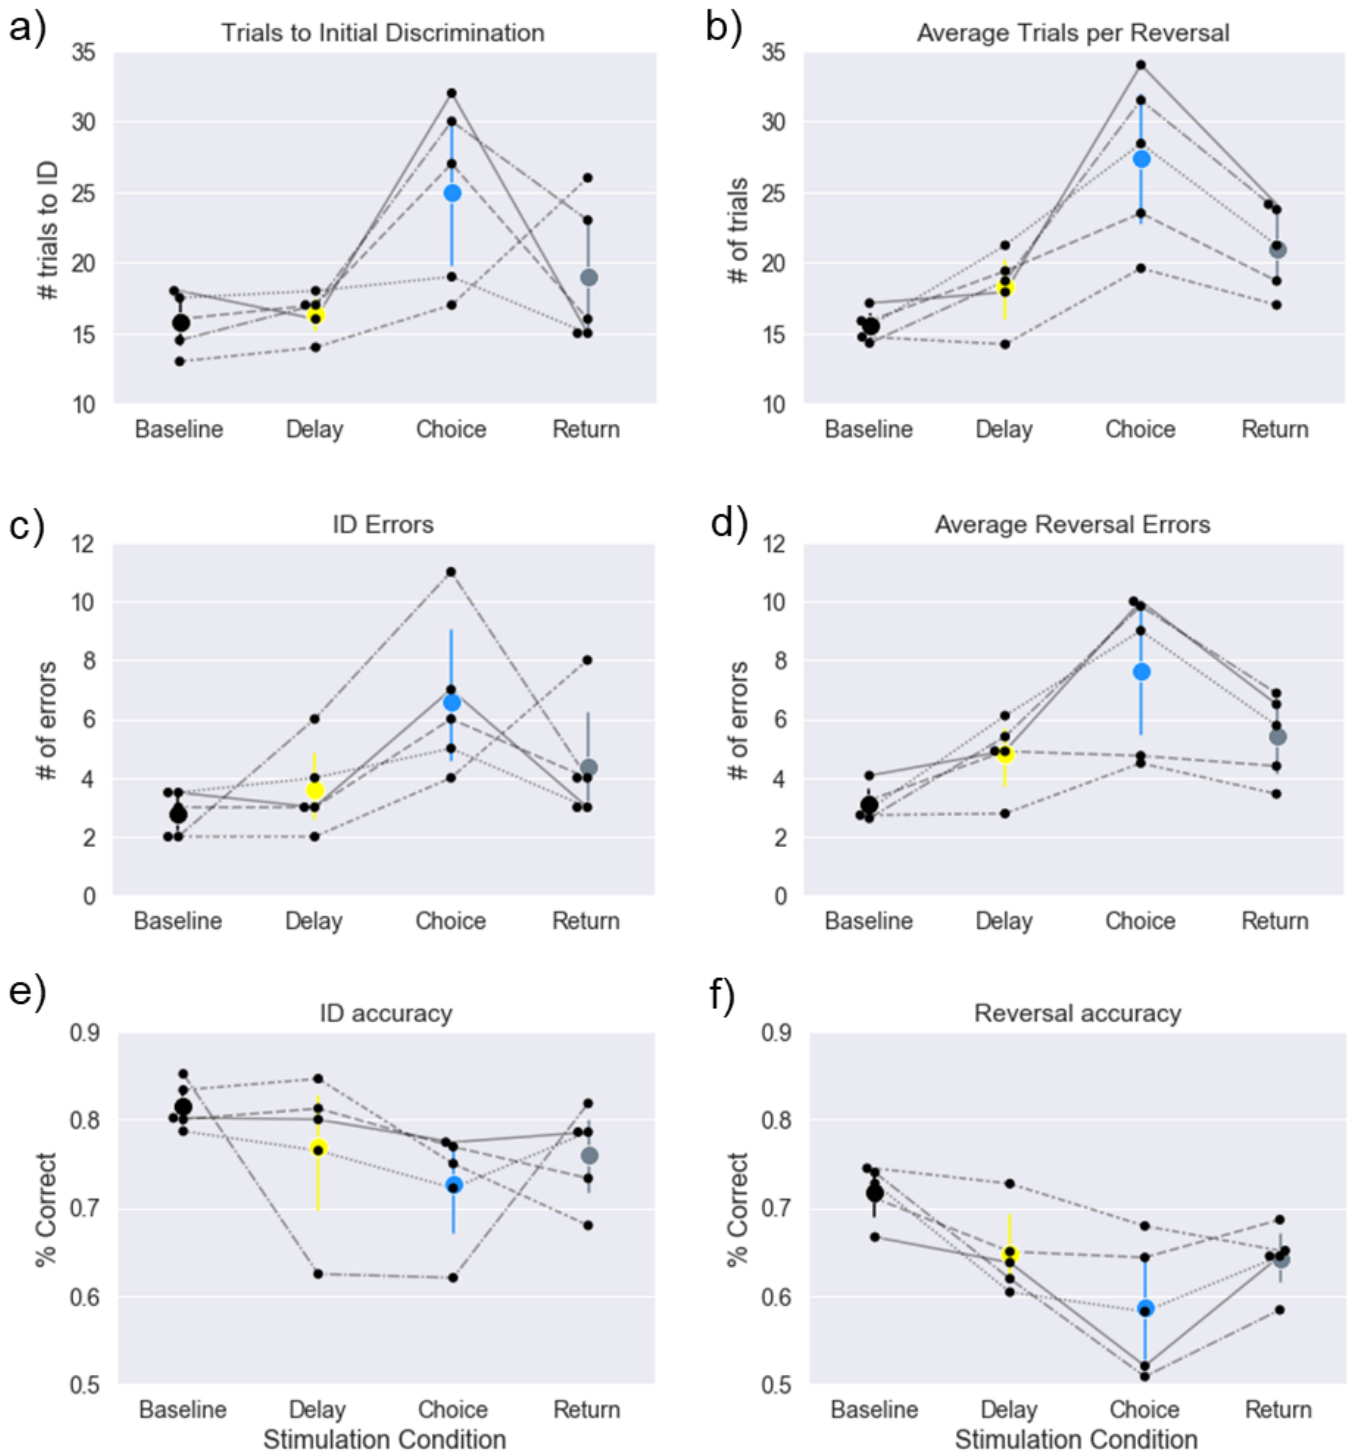 a)
Trials to Initial Discrimination
# trials to ID
35
30
25
20
15
10
Baseline Delay Choice Return
b)
Average Trials per Reversal
# of trials
35
30
25
20
15
10
Baseline Delay Choice Return
c)
ID Errors
# of errors
12
10
8
6
4
2
0
Baseline Delay Choice Return
d)
Average Reversal Errors
# of errors
12
10
8
6
4
2
0
Baseline Delay Choice Return
e)
ID accuracy
% Correct
0.9
0.8
0.7
0.6
0.5
Baseline Delay Choice Return
Stimulation Condition
f)
Reversal accuracy
% Correct
0.9
0.8
0.7
0.6
0.5
Baseline Delay Choice Return
Stimulation Condition